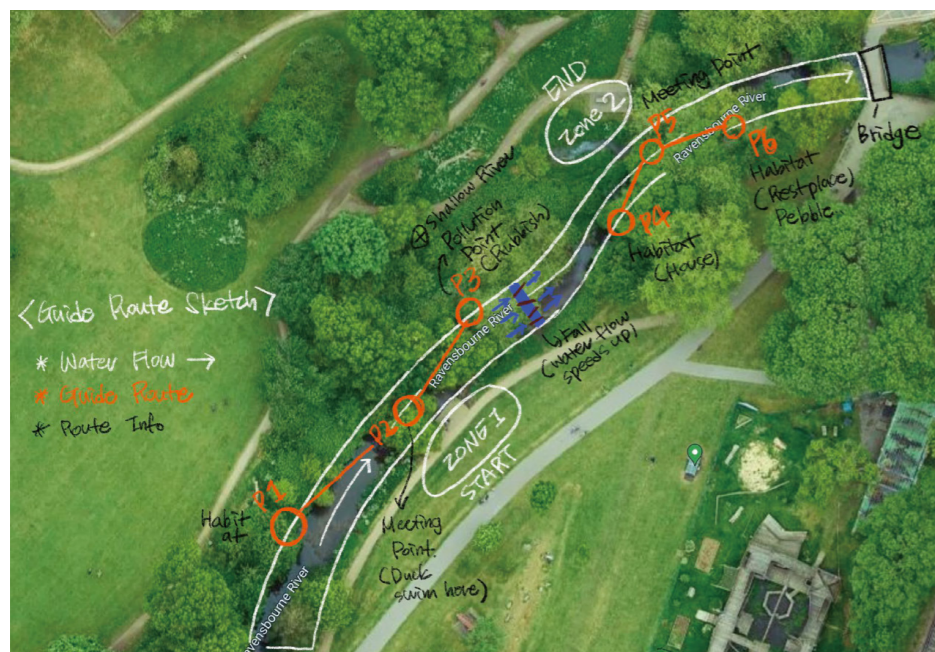 <Guide Route Sketch>
* Water Flow →
* Guide Route
* Route Info
END
Zone 2
Meeting Point
P5
Ravensbourne River
P6
Bridge
Habitat
(Restplace)
Pebble
P4
Habitat
(House)
⊗ Shallow River
Pollution
Point
(Rubbish)
P3
Ravensbourne River
Fall
(water flow
speeds up)
P2
ZONE 1
START
P1
Habit
at
Meeting
Point
(Duck
swim here)
Ravensbourne River